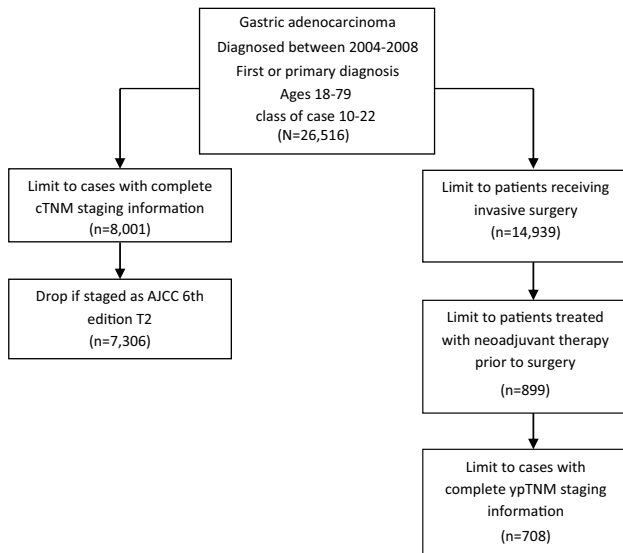 Gastric adenocarcinoma
Diagnosed between 2004-2008
First or primary diagnosis
Ages 18-79
class of case 10-22
(N=26,516)
Limit to cases with complete
cTNM staging information
(n=8,001)
Drop if staged as AJCC 6th
edition T2
(n=7,306)
Limit to patients receiving
invasive surgery
(n=14,939)
Limit to patients treated
with neoadjuvant therapy
prior to surgery
(n=899)
Limit to cases with
complete ypTNM staging
information
(n=708)